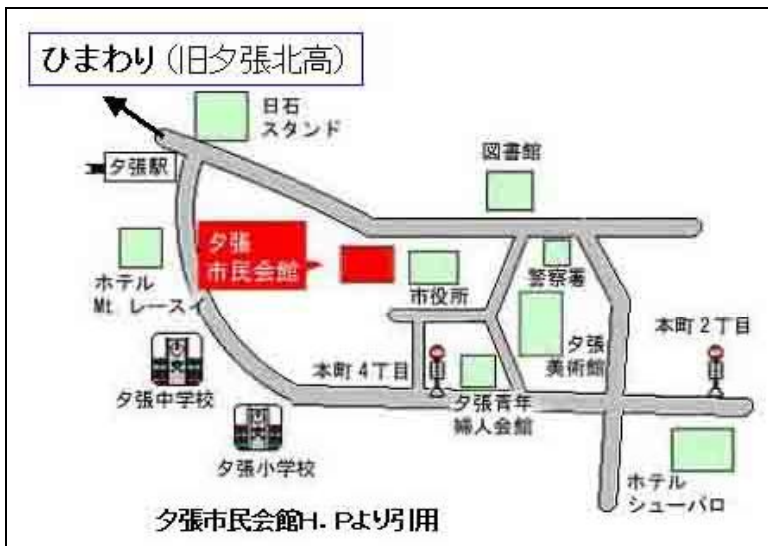 ひまわり（旧夕張北高）
日石
スタンド
夕張駅
図書館
夕張
市民会館
市役所
警察署
ホテル
Mt. レースイ
夕張
美術館
本町２丁目
本町４丁目
夕張中学校
夕張青年
婦人会館
夕張小学校
ホテル
シューパロ
夕張市民会館H．Pより引用